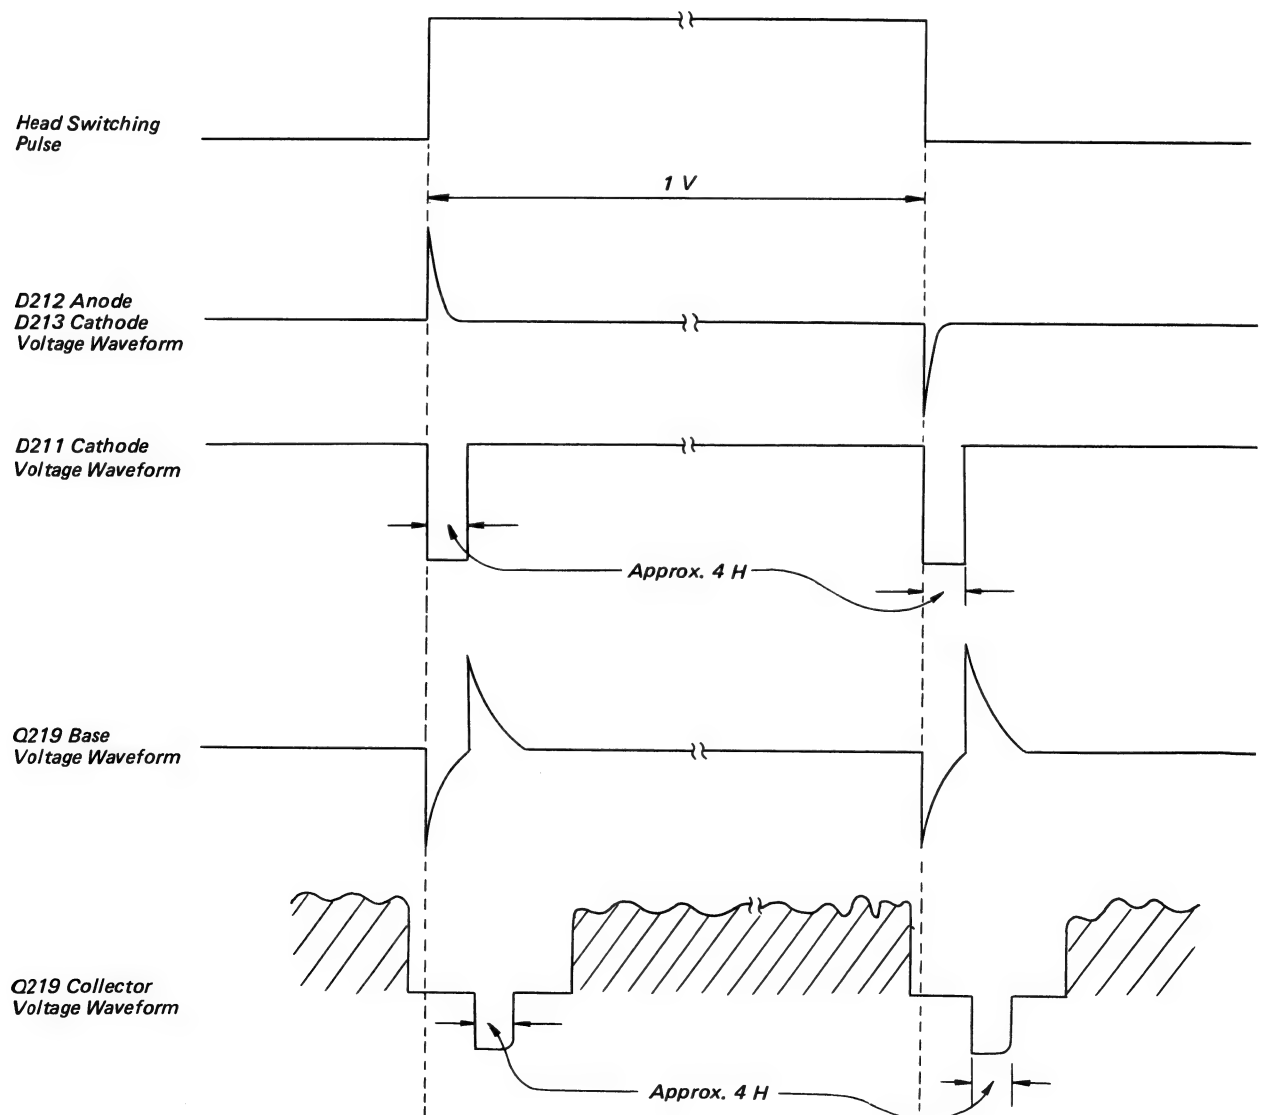 Head Switching
Pulse
1 V
D212 Anode
D213 Cathode
Voltage Waveform
D211 Cathode
Voltage Waveform
Approx. 4 H
Q219 Base
Voltage Waveform
Q219 Collector
Voltage Waveform
Approx. 4 H